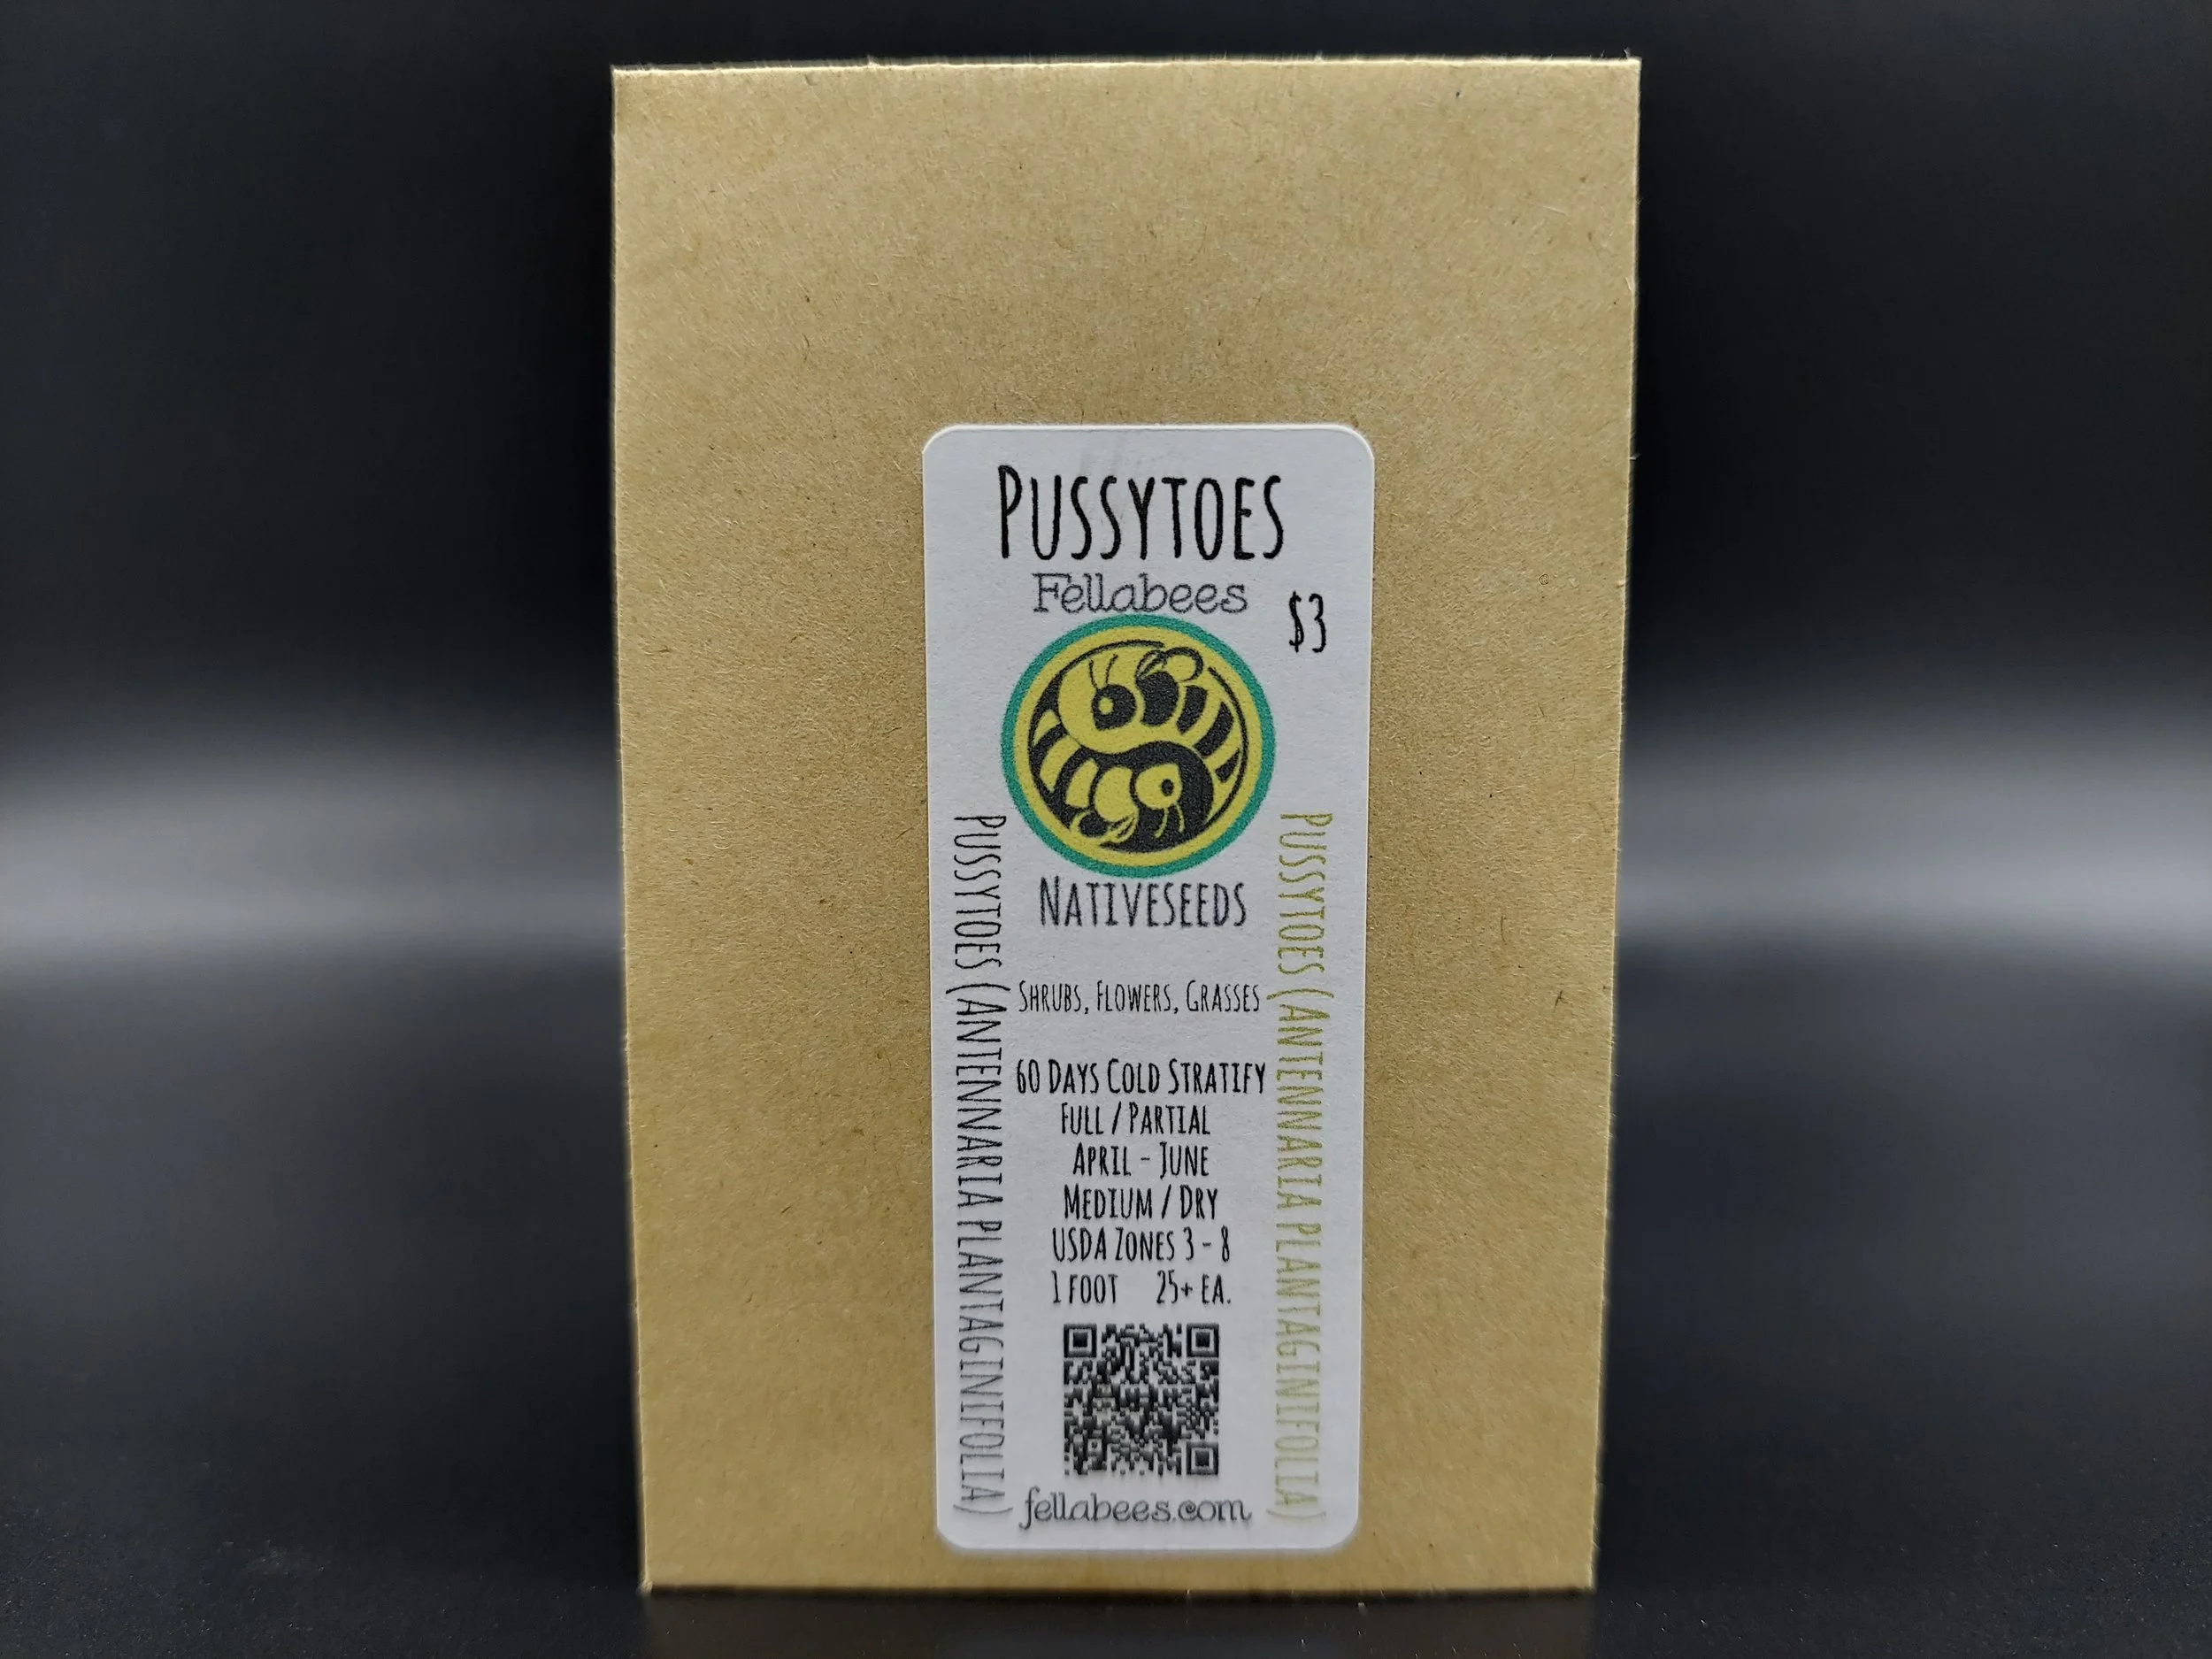 Pussytoes
Fellabees
$3
Nativeseeds
Pussytoes (Antennaria plantaginifolia)
Pussytoes (Antennaria plantaginifolia)
Shrubs, Flowers, Grasses
60 Days Cold Stratify
Full / Partial
April - June
Medium / Dry
USDA Zones 3 - 8
1 foot 25+ ea.
fellabees.com